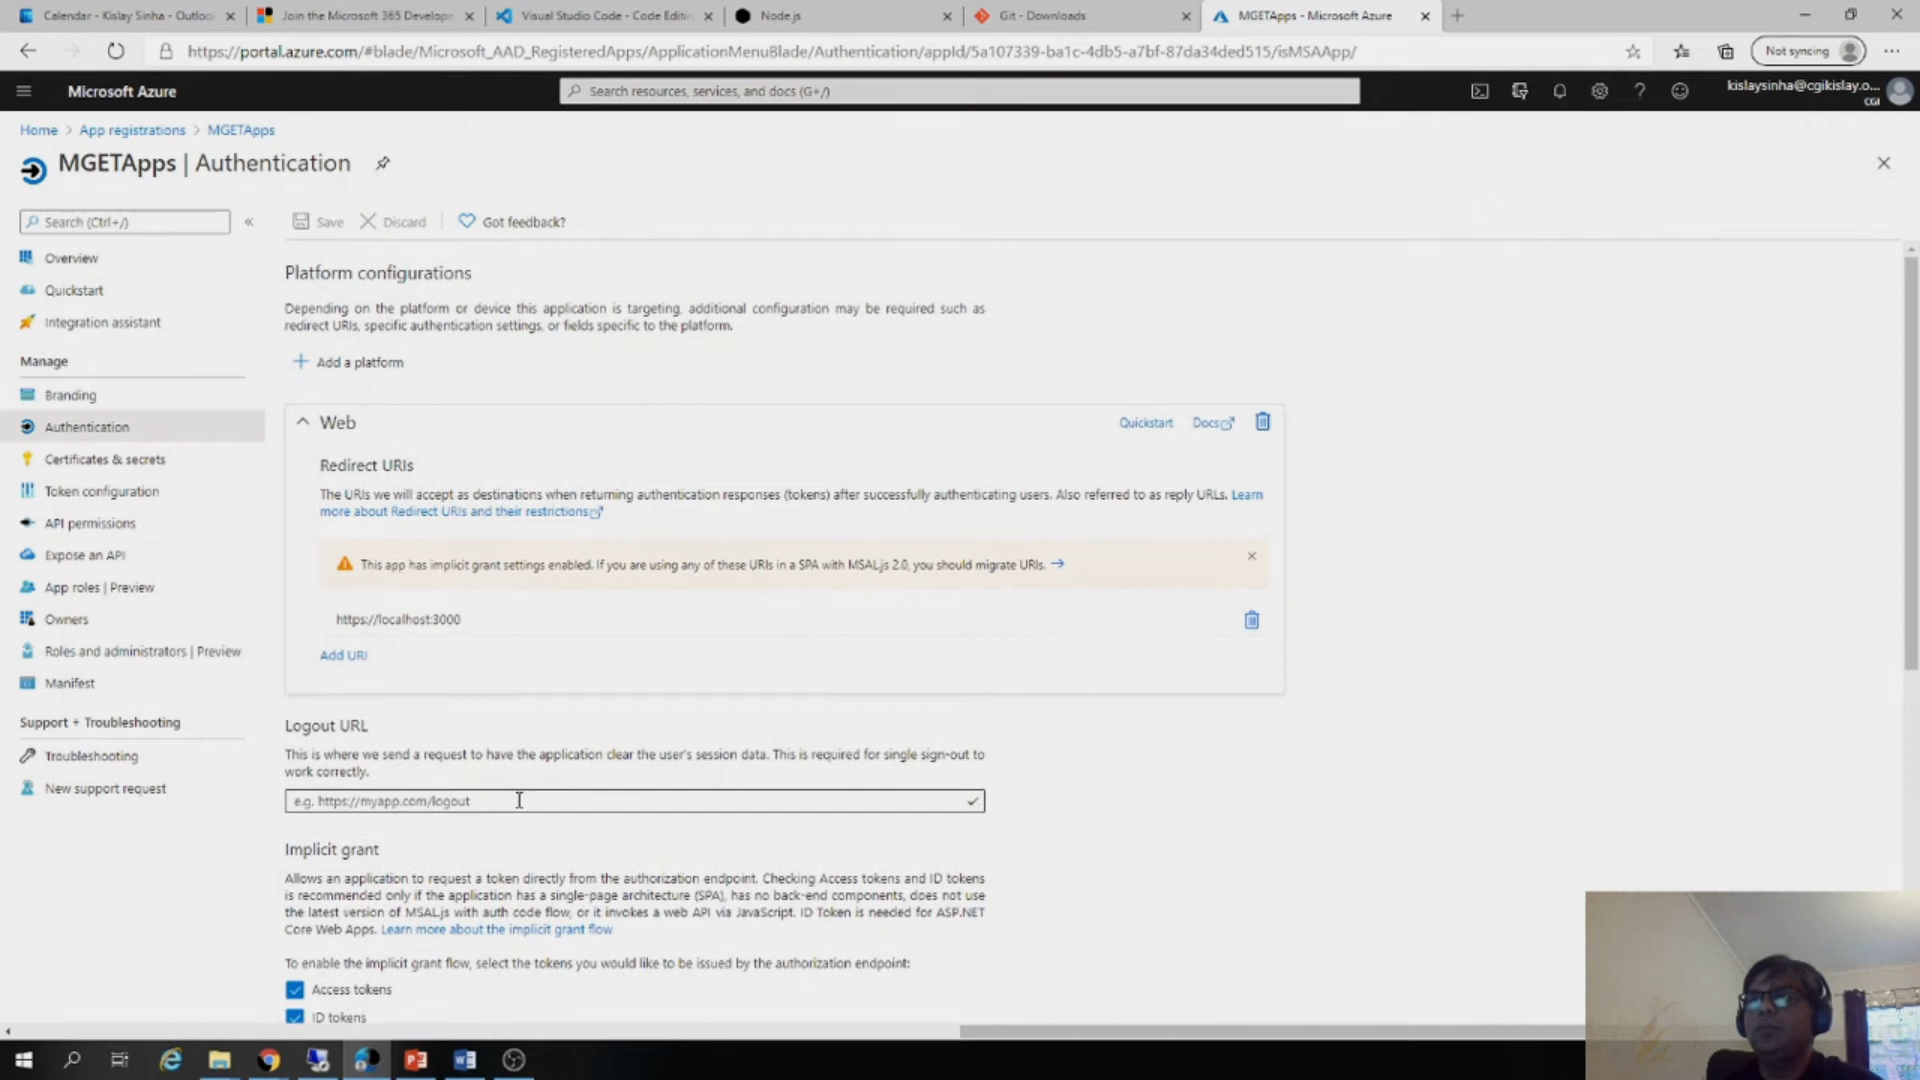 Calendar - Kislay Sinha - Outloo
Join the Microsoft 365 Develope
Visual Studio Code - Code Editin
Node.js
Git - Downloads
MGETApps - Microsoft Azure
https://portal.azure.com/#blade/Microsoft_AAD_RegisteredApps/ApplicationMenuBlade/Authentication/appId/5a107339-ba1c-4db5-a7bf-87da34ded515/isMSAApp/
Not syncing
Microsoft Azure
Search resources, services, and docs (G+/)
kislaysinha@cgikislay.o...
CGI
Home > App registrations > MGETApps
MGETApps | Authentication
Search (Ctrl+/)
Save
Discard
Got feedback?
Overview
Quickstart
Integration assistant
Manage
Branding
Authentication
Certificates & secrets
Token configuration
API permissions
Expose an API
App roles | Preview
Owners
Roles and administrators | Preview
Manifest
Support + Troubleshooting
Troubleshooting
New support request
Platform configurations
Depending on the platform or device this application is targeting, additional configuration may be required such as
redirect URIs, specific authentication settings, or fields specific to the platform.
Add a platform
Web
Quickstart
Docs
Redirect URIs
The URIs we will accept as destinations when returning authentication responses (tokens) after successfully authenticating users. Also referred to as reply URLs. Learn
more about Redirect URIs and their restrictions
This app has implicit grant settings enabled. If you are using any of these URIs in a SPA with MSAL.js 2.0, you should migrate URIs.
https://localhost:3000
Add URI
Logout URL
This is where we send a request to have the application clear the user's session data. This is required for single sign-out to
work correctly.
e.g. https://myapp.com/logout
Implicit grant
Allows an application to request a token directly from the authorization endpoint. Checking Access tokens and ID tokens
is recommended only if the application has a single-page architecture (SPA), has no back-end components, does not use
the latest version of MSAL.js with auth code flow, or it invokes a web API via JavaScript. ID Token is needed for ASP.NET
Core Web Apps. Learn more about the implicit grant flow
To enable the implicit grant flow, select the tokens you would like to be issued by the authorization endpoint:
Access tokens
ID tokens